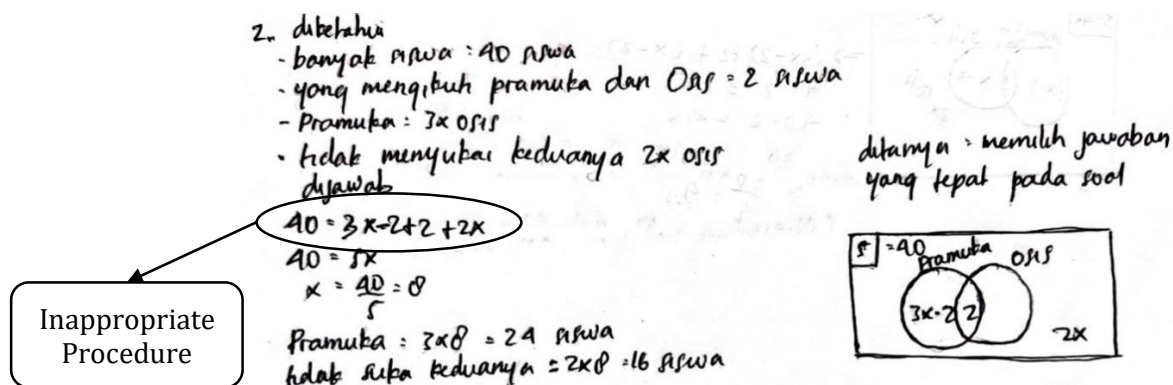 2. diketahui
- banyak siswa : 40 siswa
- yang mengikuti pramuka dan Osis = 2 siswa
- Pramuka : 3x osis
- tidak menyukai keduanya 2x osis
dijawab
40 = 3x-2+2+2x
40 = 5x
x = 40/5 = 8
Pramuka : 3x8 = 24 siswa
tidak suka keduanya = 2x8 = 16 siswa
ditanya : memilih jawaban
yang tepat pada soal
S = 40
Pramuka
OSIS
3x-2
2
2x
Inappropriate
Procedure